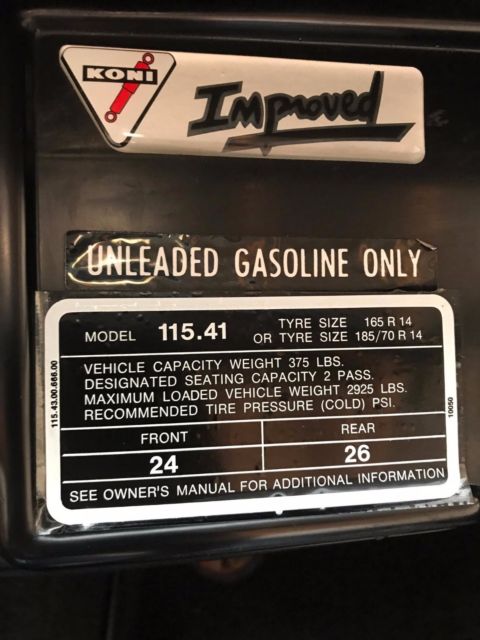 KONI
Improved
UNLEADED GASOLINE ONLY
MODEL 115.41
TYRE SIZE 165 R 14
OR TYRE SIZE 185/70 R 14
VEHICLE CAPACITY WEIGHT 375 LBS.
DESIGNATED SEATING CAPACITY 2 PASS.
MAXIMUM LOADED VEHICLE WEIGHT 2925 LBS.
RECOMMENDED TIRE PRESSURE (COLD) PSI.
FRONT REAR
24 26
SEE OWNER'S MANUAL FOR ADDITIONAL INFORMATION
115.43.00.666.00
10050